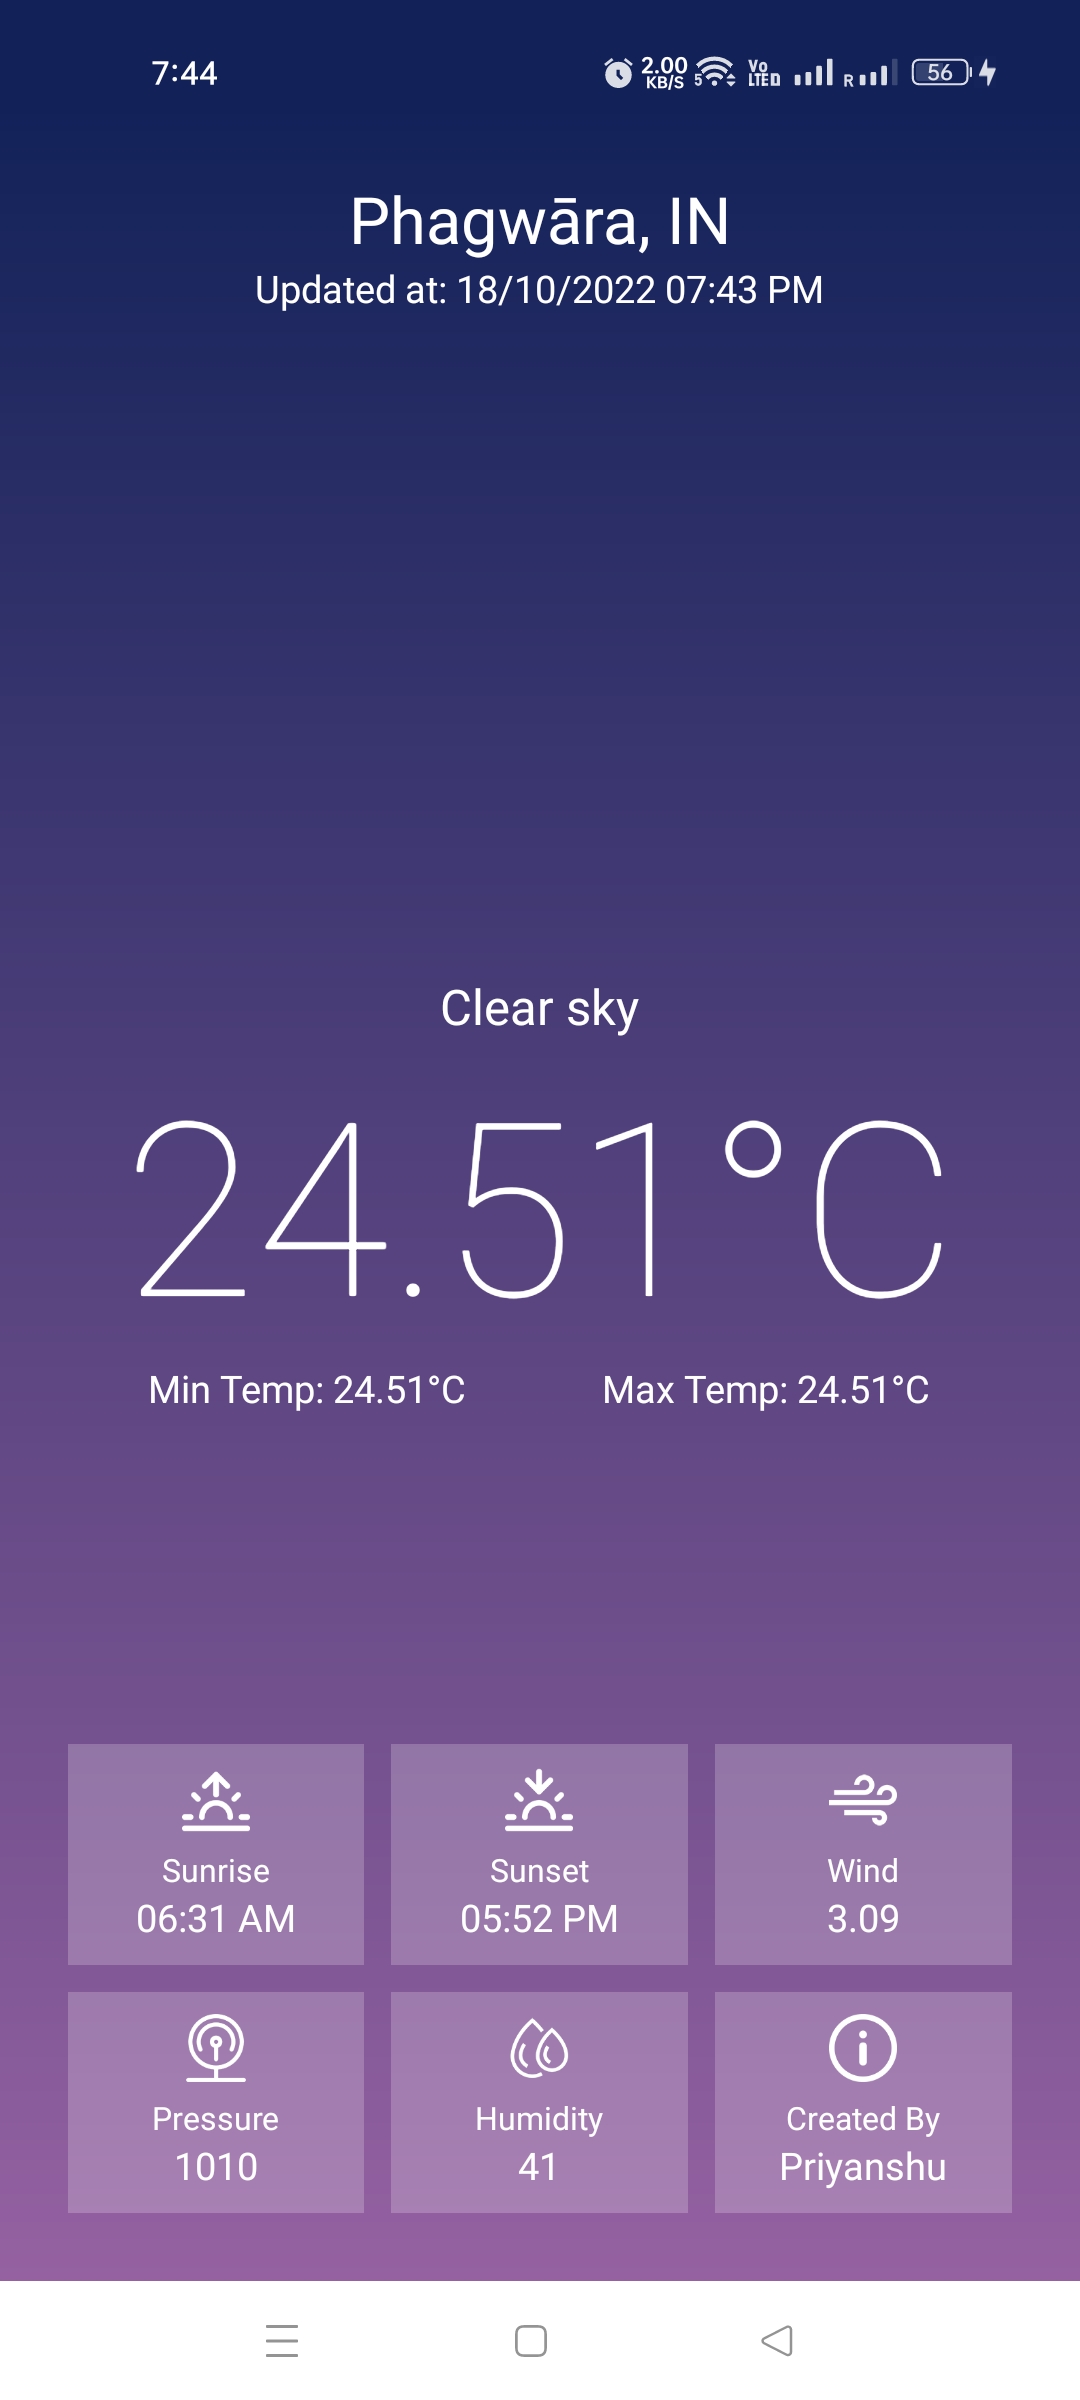 7:44
2.00 KB/S 5 Vo LTE R 56
Phagwāra, IN
Updated at: 18/10/2022 07:43 PM
Clear sky
24.51°C
Min Temp: 24.51°C Max Temp: 24.51°C
Sunrise
06:31 AM
Sunset
05:52 PM
Wind
3.09
Pressure
1010
Humidity
41
Created By
Priyanshu